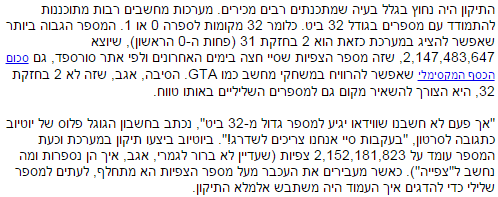 התיקון היה נחוץ בגלל בעיה שמתכנתים רבים מכירים. מערכות מחשבים רבות מתוכננות
להתמודד עם מספרים בגודל 32 ביט. כלומר 32 מקומות לספרה 0 או 1. המספר הגבוה ביותר
שאפשר להציג במערכת כזאת הוא 2 בחזקת 31 (פחות ה-0 הראשון), שיוצא
2,147,483,647, שזה מספר הצפיות שסיי חצה בימים האחרונים ולפי אתר סורספד, גם סכום
הכסף המקסימלי שאפשר להרוויח במשחקי מחשב כמו GTA. הסיבה, אגב, שזה לא 2 בחזקת
32, היא הצורך להשאיר מקום גם למספרים השליליים באותו טווח.
"אך פעם לא חשבנו שווידאו יגיע למספר גדול מ-32 ביט", נכתב בחשבון הגוגל פלוס של יוטיוב
כתגובה לסרטון, "בעקבות סיי אנחנו צריכים לשדרג!". ביוטיוב ביצעו תיקון במערכת וכעת
המספר עומד על 2,152,181,823 צפיות (שעדיין לא ברור לגמרי, אגב, איך הן נספרות ומה
נחשב ל"צפייה"). כאשר מעבירים את העכבר מעל מספר הצפיות הא מתחלף, לעתים למספר
שלילי כדי להדגים איך העמוד היה משתבש אלמלא התיקון.